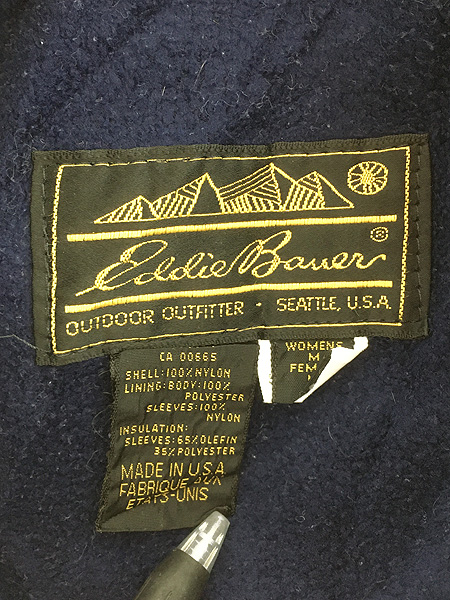 Eddie Bauer®
OUTDOOR OUTFITTER · SEATTLE, U.S.A.
CA 00665
SHELL:100%NYLON
LINING:BODY:100%
POLYESTER
SLEEVES:100%
NYLON
INSULATION:
SLEEVES:65%OLEFIN
35%POLYESTER
MADE IN U.S.A
FABRIQUE AUX
ETATS-UNIS
WOMENS
M
FEM